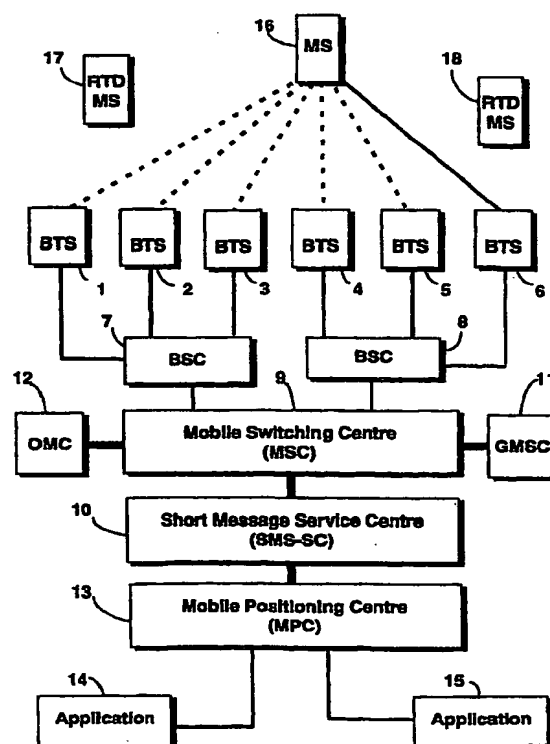 16
MS
17
RTD
MS
18
RTD
MS
BTS
BTS
BTS
BTS
BTS
BTS
1
2
3
4
5
6
7
BSC
8
BSC
12
OMC
9
Mobile Switching Centre
(MSC)
11
GMSC
10
Short Message Service Centre
(SMS-SC)
13
Mobile Positioning Centre
(MPC)
14
Application
15
Application